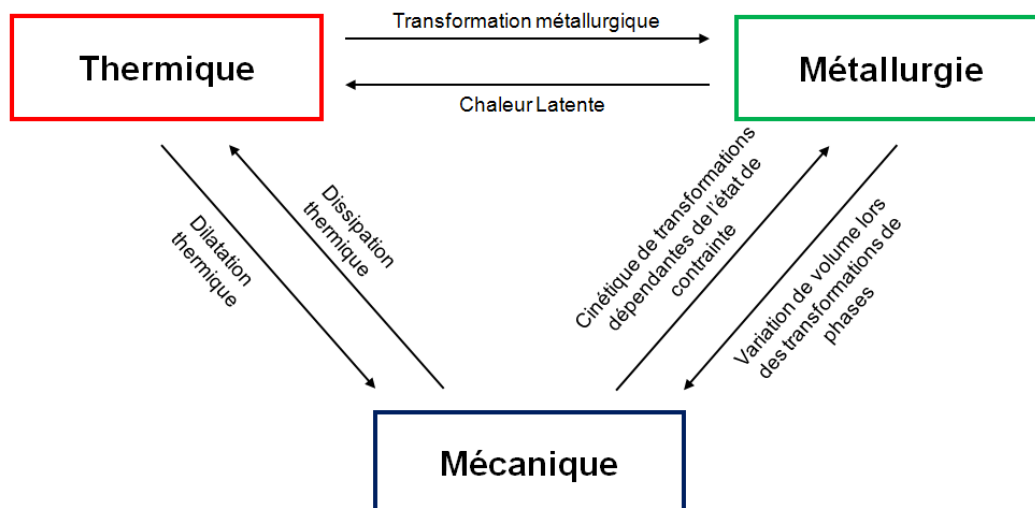 Transformation métallurgique
Thermique
Métallurgie
Chaleur Latente
Dilatation
thermique
Dissipation
thermique
Cinétique de transformations
dépendantes de l'état de
contrainte
Variation de volume lors
des transformations de
phases
Mécanique